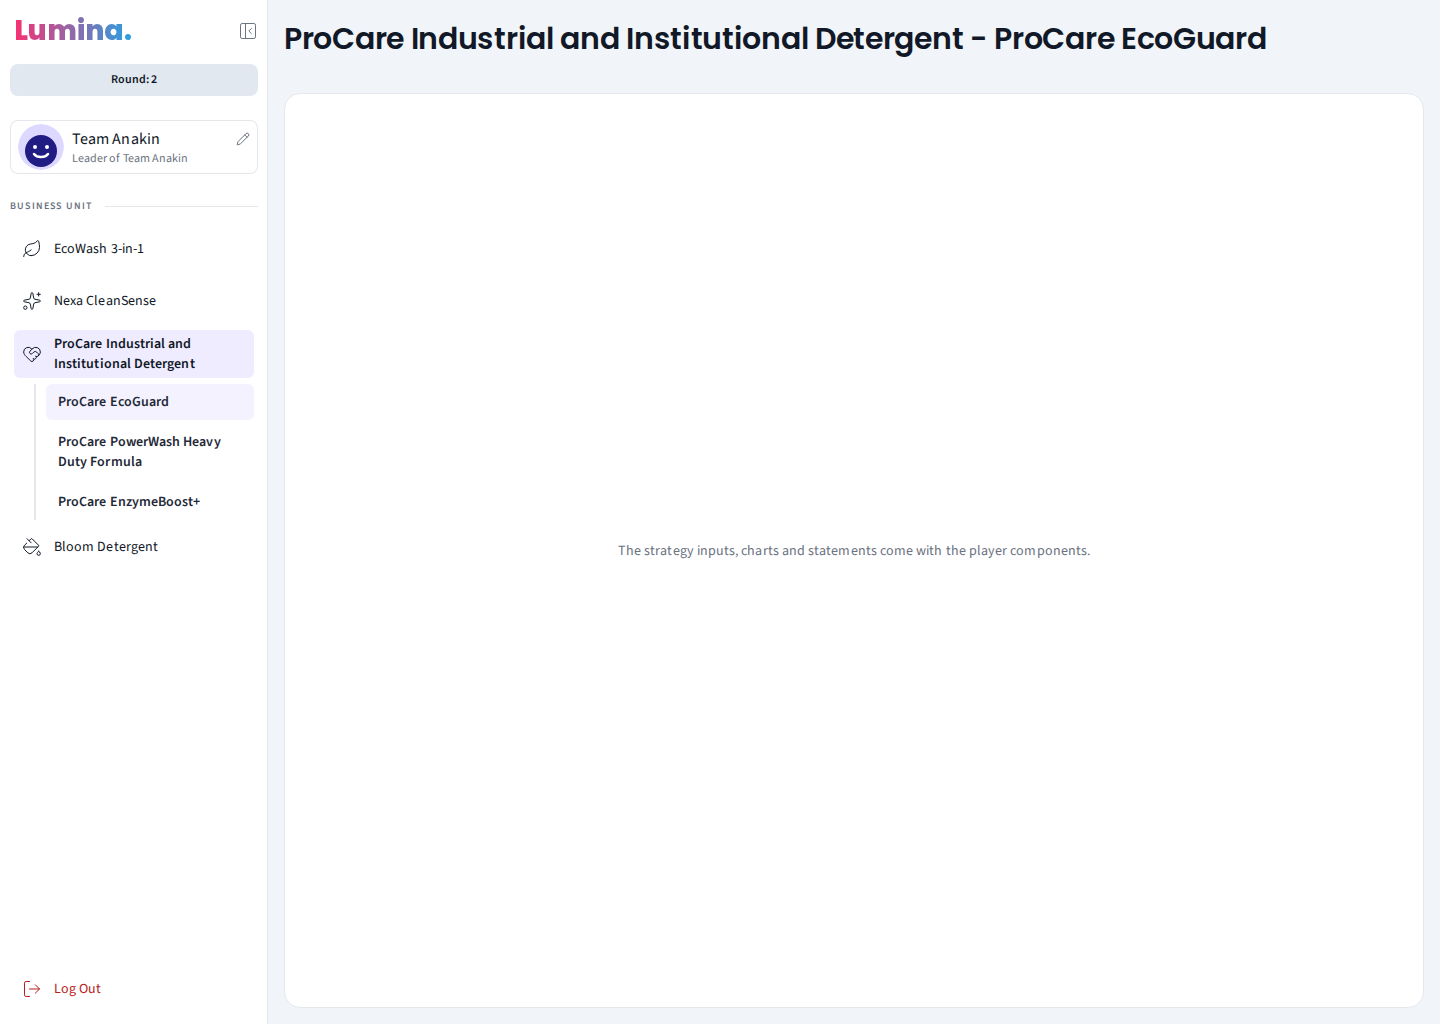 Lumina.
Round: 2
Team Anakin
Leader of Team Anakin
BUSINESS UNIT
EcoWash 3-in-1
Nexa CleanSense
ProCare Industrial and
Institutional Detergent
ProCare EcoGuard
ProCare PowerWash Heavy
Duty Formula
ProCare EnzymeBoost+
Bloom Detergent
Log Out
ProCare Industrial and Institutional Detergent - ProCare EcoGuard
The strategy inputs, charts and statements come with the player components.